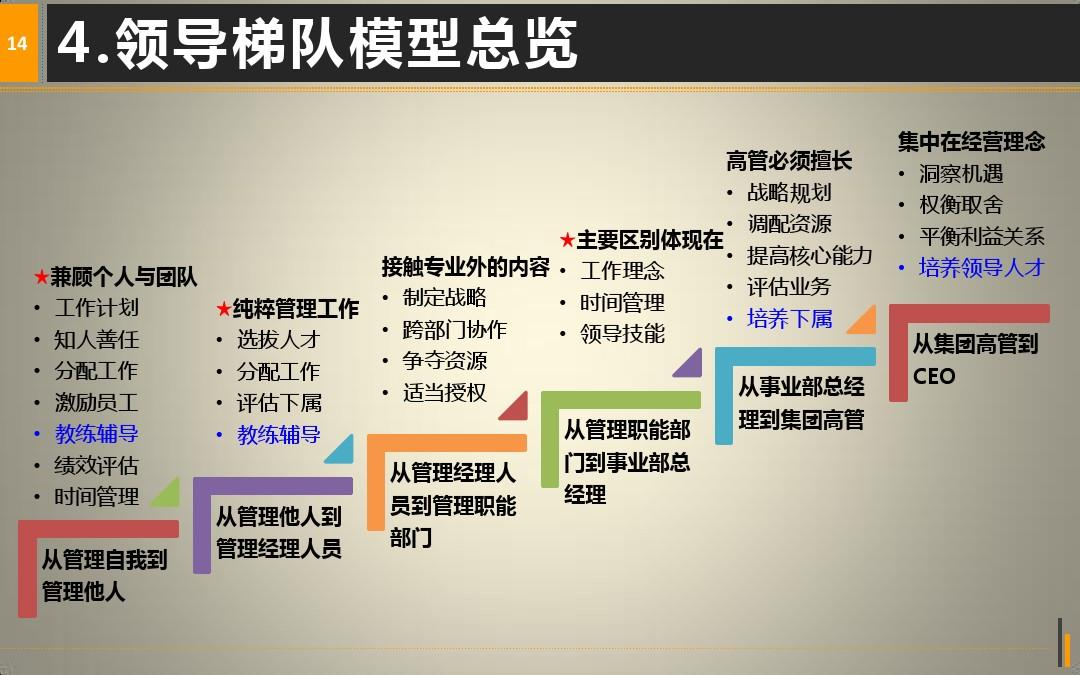 14
4.领导梯队模型总览
★兼顾个人与团队
• 工作计划
• 知人善任
• 分配工作
• 激励员工
• 教练辅导
• 绩效评估
• 时间管理
从管理自我到
管理他人
★纯粹管理工作
• 选拔人才
• 分配工作
• 评估下属
• 教练辅导
从管理他人到
管理经理人员
接触专业外的内容
• 制定战略
• 跨部门协作
• 争夺资源
• 适当授权
从管理经理人
员到管理职能
部门
★主要区别体现在
• 工作理念
• 时间管理
• 领导技能
从管理职能部
门到事业部总
经理
高管必须擅长
• 战略规划
• 调配资源
• 提高核心能力
• 评估业务
• 培养下属
从事业部总经
理到集团高管
集中在经营理念
• 洞察机遇
• 权衡取舍
• 平衡利益关系
• 培养领导人才
从集团高管到
CEO